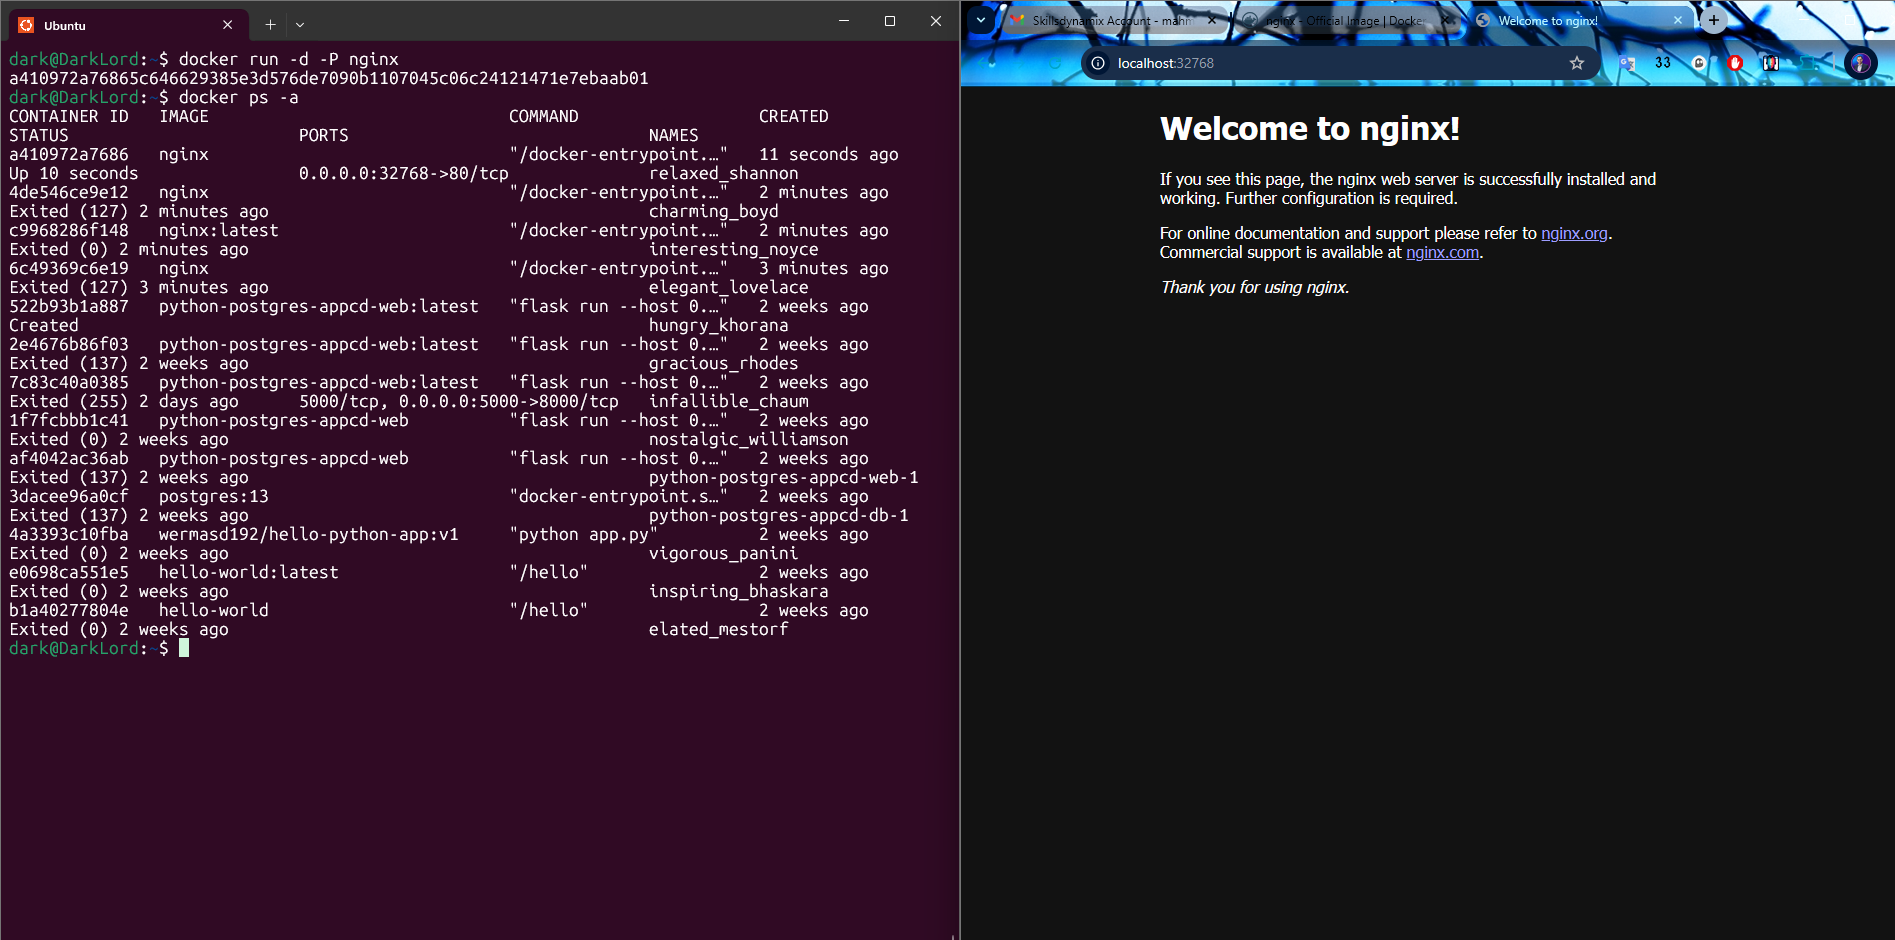 Ubuntu
dark@DarkLord:~$ docker run -d -P nginx
a410972a76865c646629385e3d576de7090b1107045c06c24121471e7ebaab01
dark@DarkLord:~$ docker ps -a
CONTAINER ID   IMAGE                              COMMAND                  CREATED
STATUS                       PORTS                              NAMES
a410972a7686   nginx                              "/docker-entrypoint.…"   11 seconds ago
Up 10 seconds                0.0.0.0:32768->80/tcp              relaxed_shannon
4de546ce9e12   nginx                              "/docker-entrypoint.…"   2 minutes ago
Exited (127) 2 minutes ago                                      charming_boyd
c9968286f148   nginx:latest                       "/docker-entrypoint.…"   2 minutes ago
Exited (0) 2 minutes ago                                        interesting_noyce
6c49369c6e19   nginx                              "/docker-entrypoint.…"   3 minutes ago
Exited (127) 3 minutes ago                                      elegant_lovelace
522b93b1a887   python-postgres-appcd-web:latest   "flask run --host 0.…"   2 weeks ago
Created                                                         hungry_khorana
2e4676b86f03   python-postgres-appcd-web:latest   "flask run --host 0.…"   2 weeks ago
Exited (137) 2 weeks ago                                        gracious_rhodes
7c83c40a0385   python-postgres-appcd-web:latest   "flask run --host 0.…"   2 weeks ago
Exited (255) 2 days ago      5000/tcp, 0.0.0.0:5000->8000/tcp   infallible_chaum
1f7fcbbb1c41   python-postgres-appcd-web          "flask run --host 0.…"   2 weeks ago
Exited (0) 2 weeks ago                                          nostalgic_williamson
af4042ac36ab   python-postgres-appcd-web          "flask run --host 0.…"   2 weeks ago
Exited (137) 2 weeks ago                                        python-postgres-appcd-web-1
3dacee96a0cf   postgres:13                        "docker-entrypoint.s…"   2 weeks ago
Exited (137) 2 weeks ago                                        python-postgres-appcd-db-1
4a3393c10fba   wermasd192/hello-python-app:v1     "python app.py"          2 weeks ago
Exited (0) 2 weeks ago                                          vigorous_panini
e0698ca551e5   hello-world:latest                 "/hello"                 2 weeks ago
Exited (0) 2 weeks ago                                          inspiring_bhaskara
b1a40277804e   hello-world                        "/hello"                 2 weeks ago
Exited (0) 2 weeks ago                                          elated_mestorf
dark@DarkLord:~$
Skillsdynamix Account - mahm
nginx - Official Image | Docker
Welcome to nginx!
localhost:32768
33
Welcome to nginx!
If you see this page, the nginx web server is successfully installed and
working. Further configuration is required.
For online documentation and support please refer to nginx.org.
Commercial support is available at nginx.com.
Thank you for using nginx.